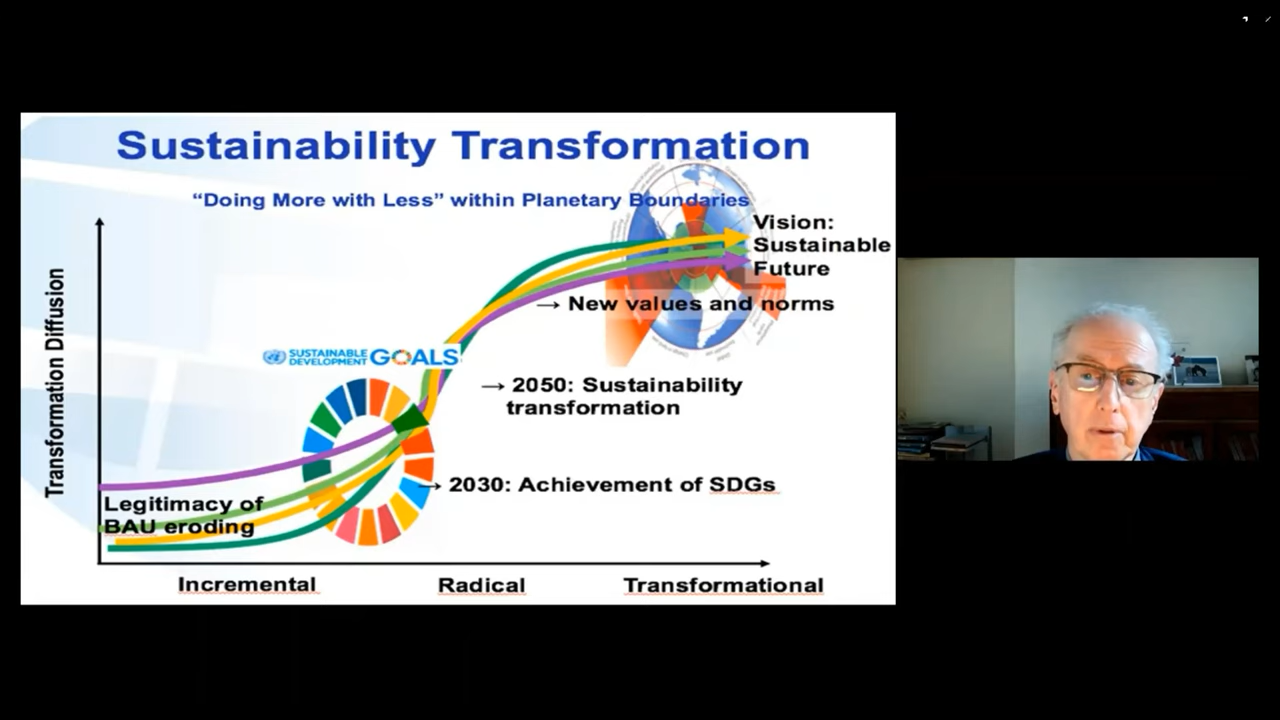 Sustainability Transformation
“Doing More with Less” within Planetary Boundaries
Vision:
Sustainable
Future
→ New values and norms
SUSTAINABLE
DEVELOPMENT GOALS
→ 2050: Sustainability
transformation
→ 2030: Achievement of SDGs
Legitimacy of
BAU eroding
Transformation Diffusion
Incremental Radical Transformational